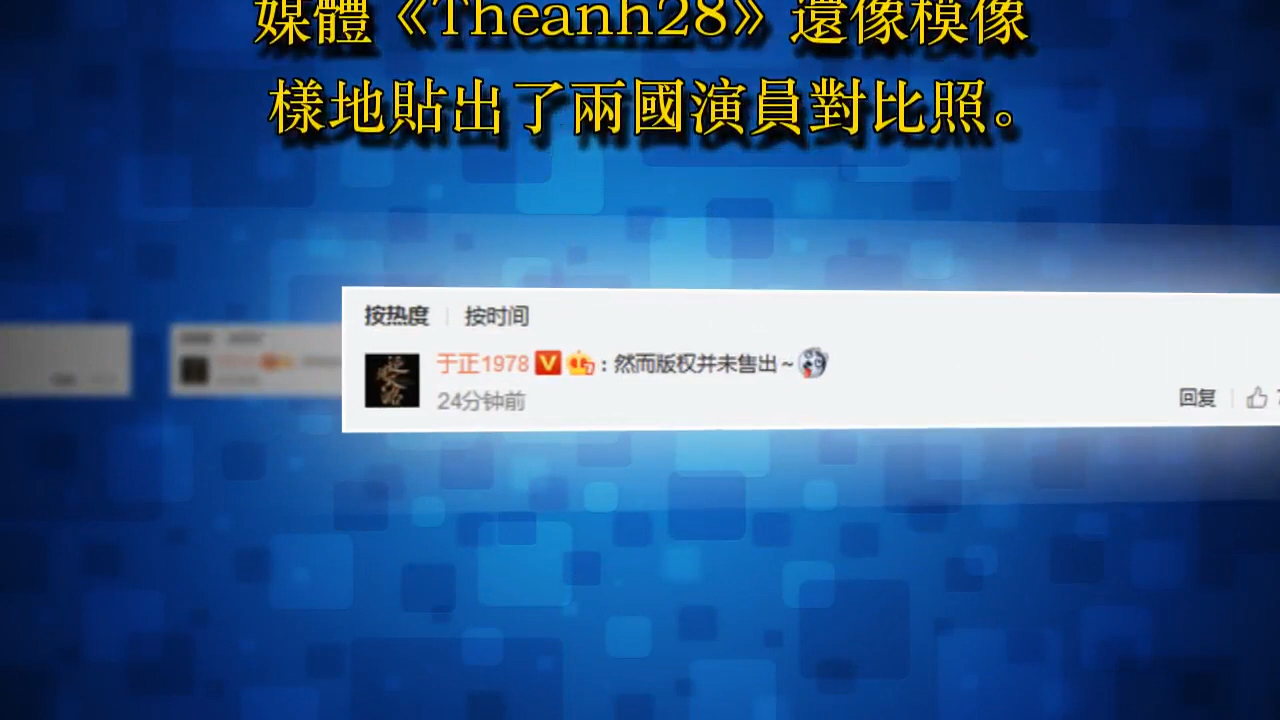 媒體《Theanh28》還像模像
樣地貼出了兩國演員對比照。
按热度 | 按时间
于正1978 V : 然而版权并未售出~
24分钟前
回复